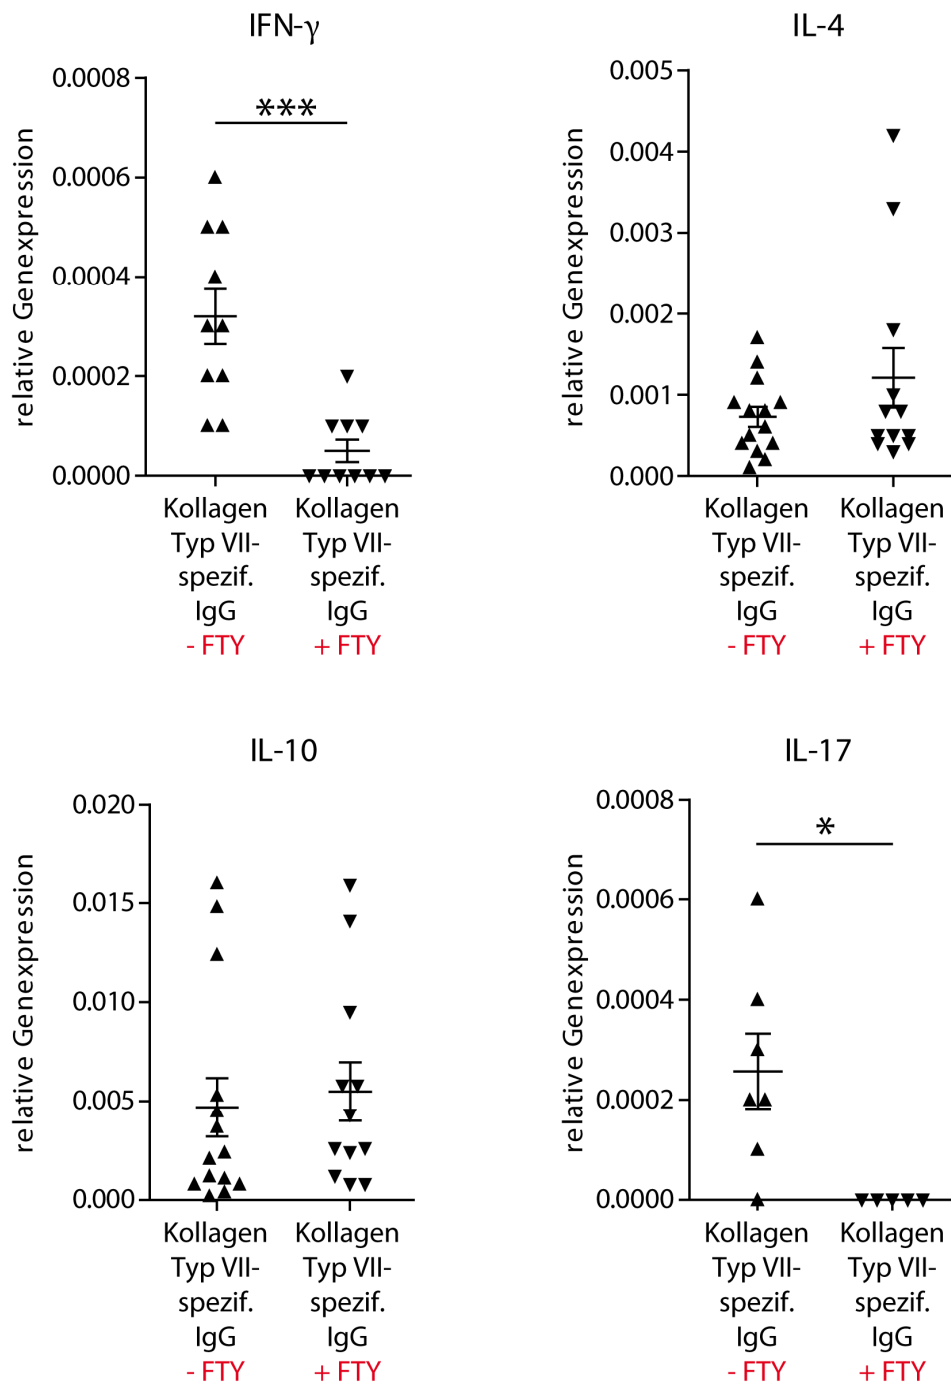 IFN-γ
relative Genexpression
0.0008
0.0006
0.0004
0.0002
0.0000
***
Kollagen
Typ VII-
spezif.
IgG
- FTY
Kollagen
Typ VII-
spezif.
IgG
+ FTY
IL-4
relative Genexpression
0.005
0.004
0.003
0.002
0.001
0.000
Kollagen
Typ VII-
spezif.
IgG
- FTY
Kollagen
Typ VII-
spezif.
IgG
+ FTY
IL-10
relative Genexpression
0.020
0.015
0.010
0.005
0.000
Kollagen
Typ VII-
spezif.
IgG
- FTY
Kollagen
Typ VII-
spezif.
IgG
+ FTY
IL-17
relative Genexpression
0.0008
0.0006
0.0004
0.0002
0.0000
*
Kollagen
Typ VII-
spezif.
IgG
- FTY
Kollagen
Typ VII-
spezif.
IgG
+ FTY